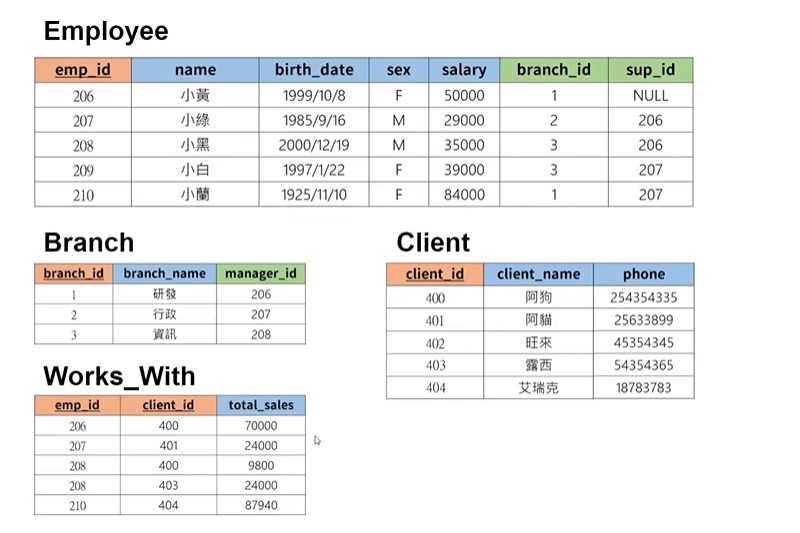 Employee
emp_id name birth_date sex salary branch_id sup_id
206 小黃 1999/10/8 F 50000 1 NULL
207 小綠 1985/9/16 M 29000 2 206
208 小黑 2000/12/19 M 35000 3 206
209 小白 1997/1/22 F 39000 3 207
210 小蘭 1925/11/10 F 84000 1 207
Branch
branch_id branch_name manager_id
1 研發 206
2 行政 207
3 資訊 208
Client
client_id client_name phone
400 阿狗 254354335
401 阿貓 25633899
402 旺來 45354345
403 露西 54354365
404 艾瑞克 18783783
Works_With
emp_id client_id total_sales
206 400 70000
207 401 24000
208 400 9800
208 403 24000
210 404 87940